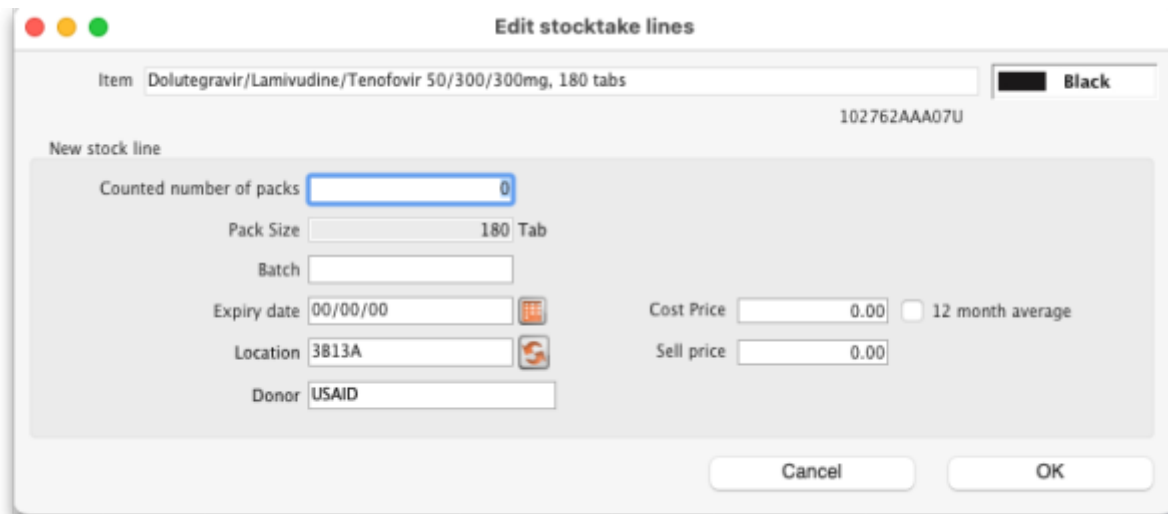 Edit stocktake lines
Item Dolutegravir/Lamivudine/Tenofovir 50/300/300mg, 180 tabs Black
102762AAA07U
New stock line
Counted number of packs 0
Pack Size 180 Tab
Batch
Expiry date 00/00/00 Cost Price 0.00 12 month average
Location 3B13A Sell price 0.00
Donor USAID
Cancel OK